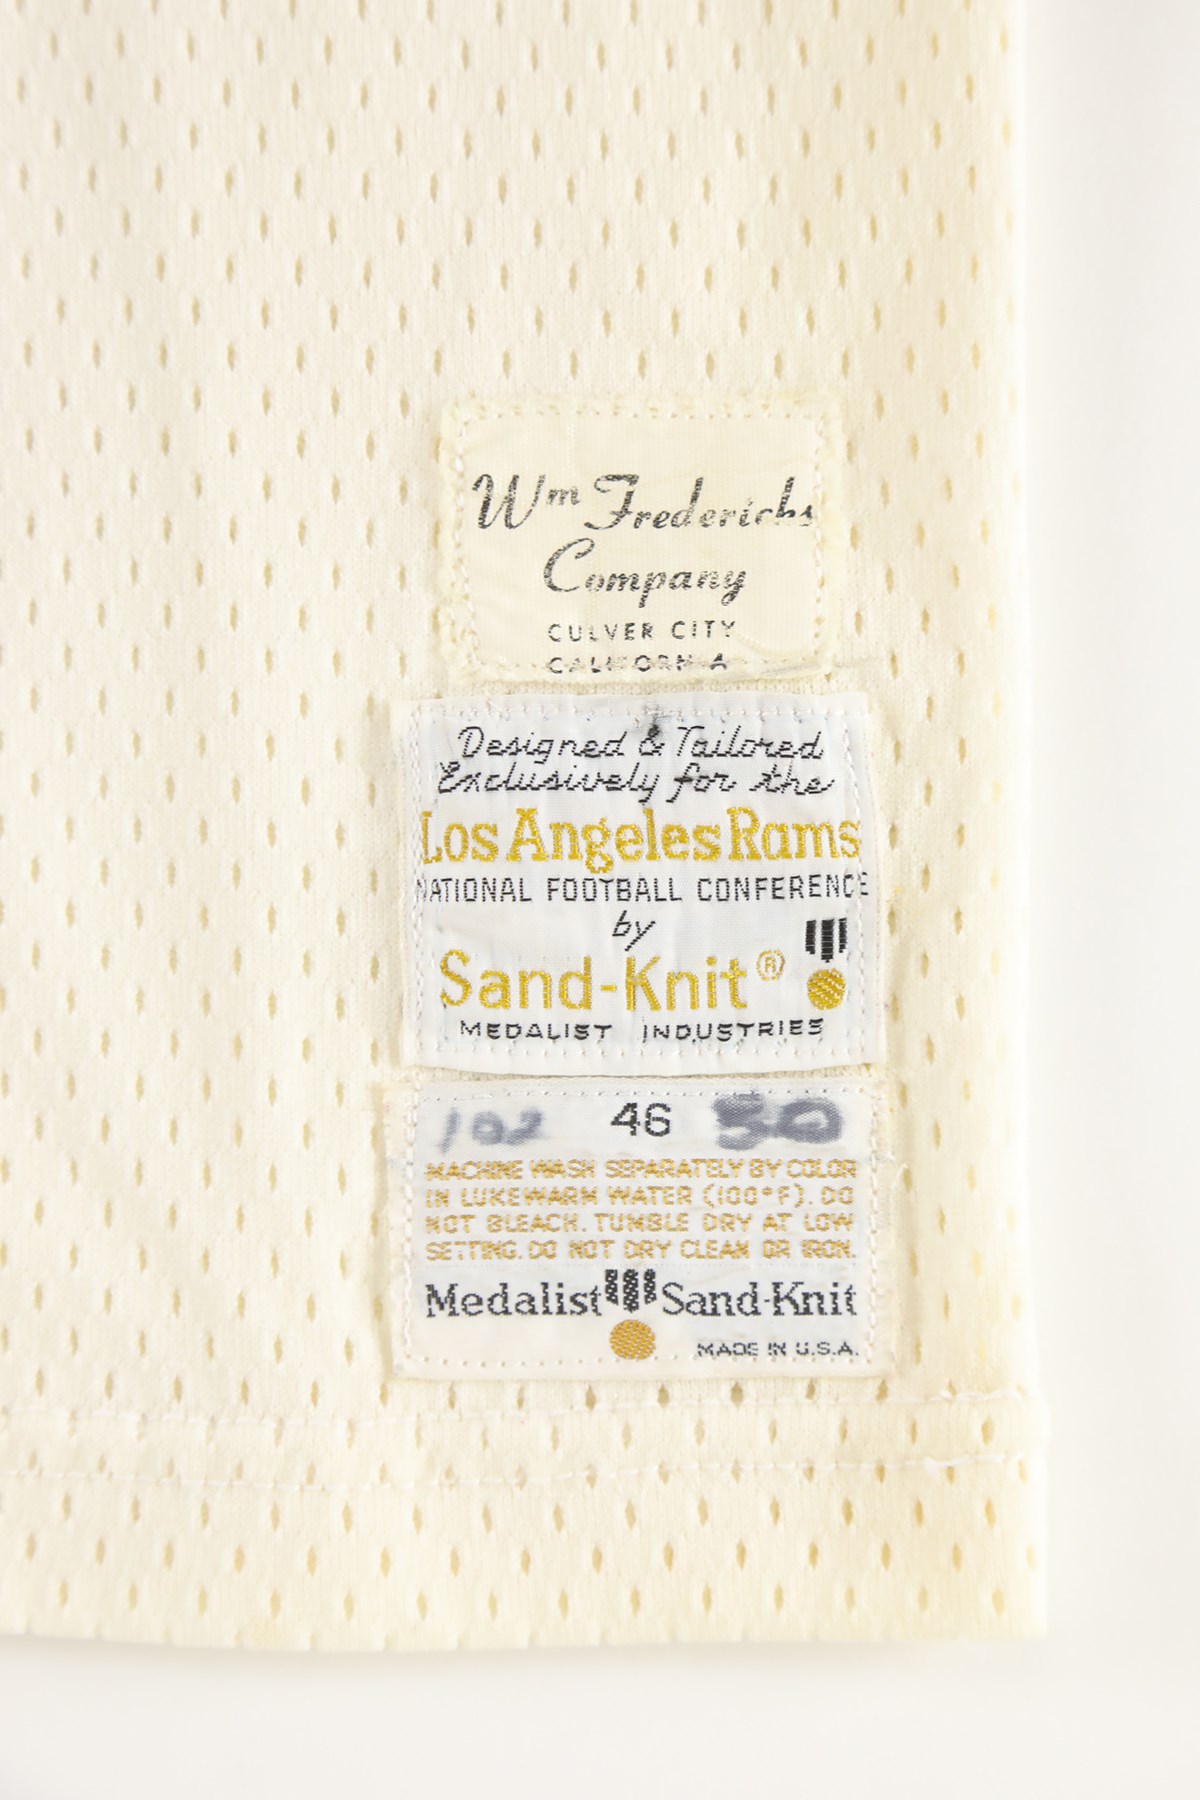 Wm Frederichs
Company
CULVER CITY
CALIFORNIA
Designed & Tailored
Exclusively for the
Los Angeles Rams
NATIONAL FOOTBALL CONFERENCE
by
Sand-Knit®
MEDALIST INDUSTRIES
102 46 50
MACHINE WASH SEPARATELY BY COLOR
IN LUKEWARM WATER (100°F). DO
NOT BLEACH. TUMBLE DRY AT LOW
SETTING. DO NOT DRY CLEAN OR IRON.
Medalist Sand-Knit
MADE IN U.S.A.